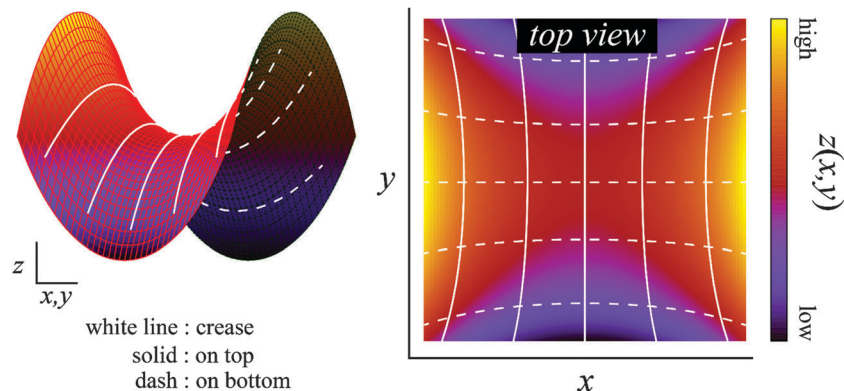 top view
high
z(x,y)
low
y
x
z
x,y
white line : crease
solid : on top
dash : on bottom